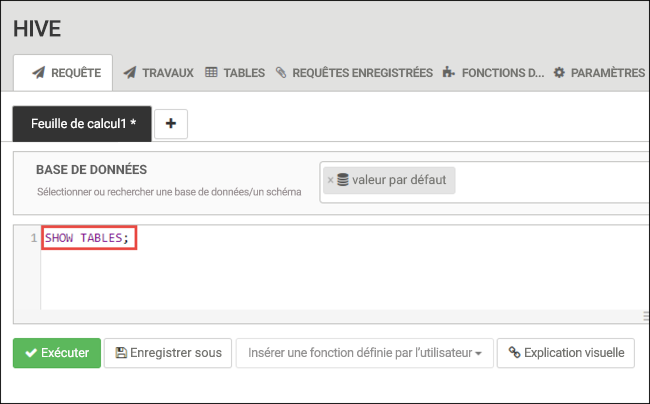 HIVE
REQUÊTE TRAVAUX TABLES REQUÊTES ENREGISTRÉES FONCTIONS D... PARAMÈTRES
Feuille de calcul1 * +
BASE DE DONNÉES
Sélectionner ou rechercher une base de données/un schéma
× valeur par défaut
1 SHOW TABLES;
Exécuter Enregistrer sous Insérer une fonction définie par l'utilisateur Explication visuelle